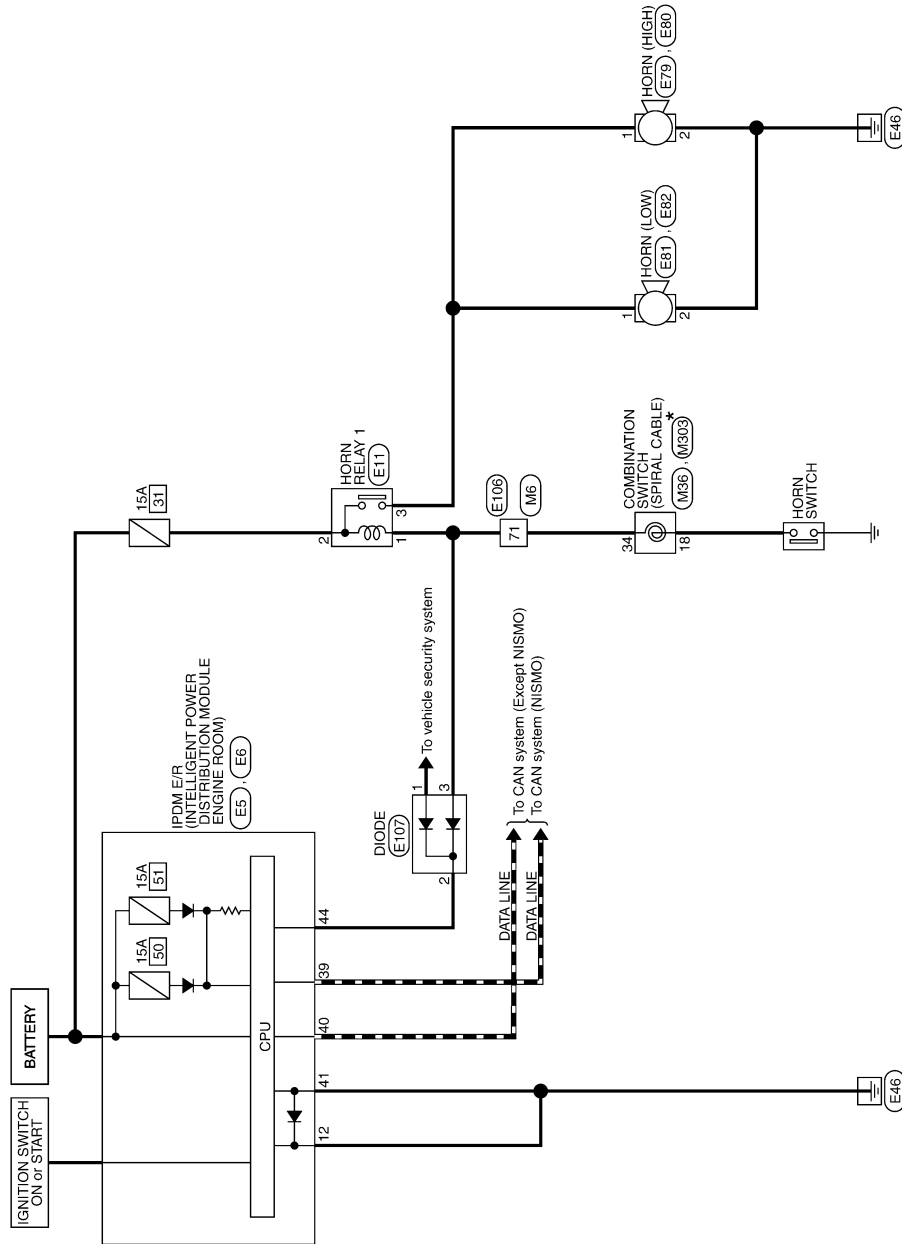 IGNITION SWITCH
ON or START
BATTERY
15A
50
15A
51
IPDM E/R
(INTELLIGENT POWER
DISTRIBUTION MODULE
ENGINE ROOM)
E5 , E6
CPU
12
41
40
39
44
E46
DATA LINE
DATA LINE
To CAN system (Except NISMO)
To CAN system (NISMO)
DIODE
E107
2
1
3
To vehicle security system
15A
31
HORN
RELAY 1
E11
2
1
3
71
E106
M6
COMBINATION
SWITCH
(SPIRAL CABLE)
M36 , M303 *
34
18
HORN
SWITCH
HORN (LOW)
E81 , E82
1
2
HORN (HIGH)
E79 , E80
1
2
E46